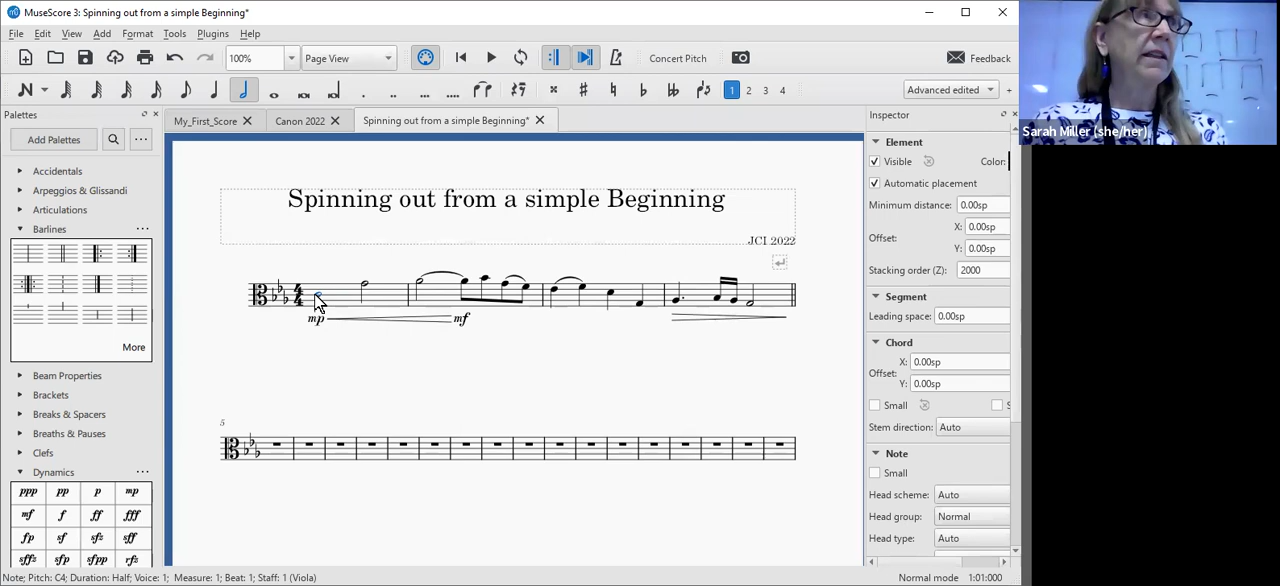 MuseScore 3: Spinning out from a simple Beginning*
File Edit View Add Format Tools Plugins Help
100% Page View Concert Pitch Feedback
1 2 3 4 Advanced edited +
Palettes
My_First_Score Canon 2022 Spinning out from a simple Beginning*
Inspector
Add Palettes
Accidentals
Arpeggios & Glissandi
Articulations
Barlines
More
Beam Properties
Brackets
Breaks & Spacers
Breaths & Pauses
Clefs
Dynamics
ppp pp p mp
mf f ff fff
fp sf sfz sff
sffz sfp sfpp rfz
Spinning out from a simple Beginning
JCI 2022
mp mf
5
Element
Visible Color:
Automatic placement
Minimum distance: 0.00sp
Offset: X: 0.00sp
Y: 0.00sp
Stacking order (Z): 2000
Segment
Leading space: 0.00sp
Chord
Offset: X: 0.00sp
Y: 0.00sp
Small S
Stem direction: Auto
Note
Small
Head scheme: Auto
Head group: Normal
Head type: Auto
Note; Pitch: C4; Duration: Half; Voice: 1; Measure: 1; Beat: 1; Staff: 1 (Viola)
Normal mode 1:01:000
Sarah Miller (she/her)